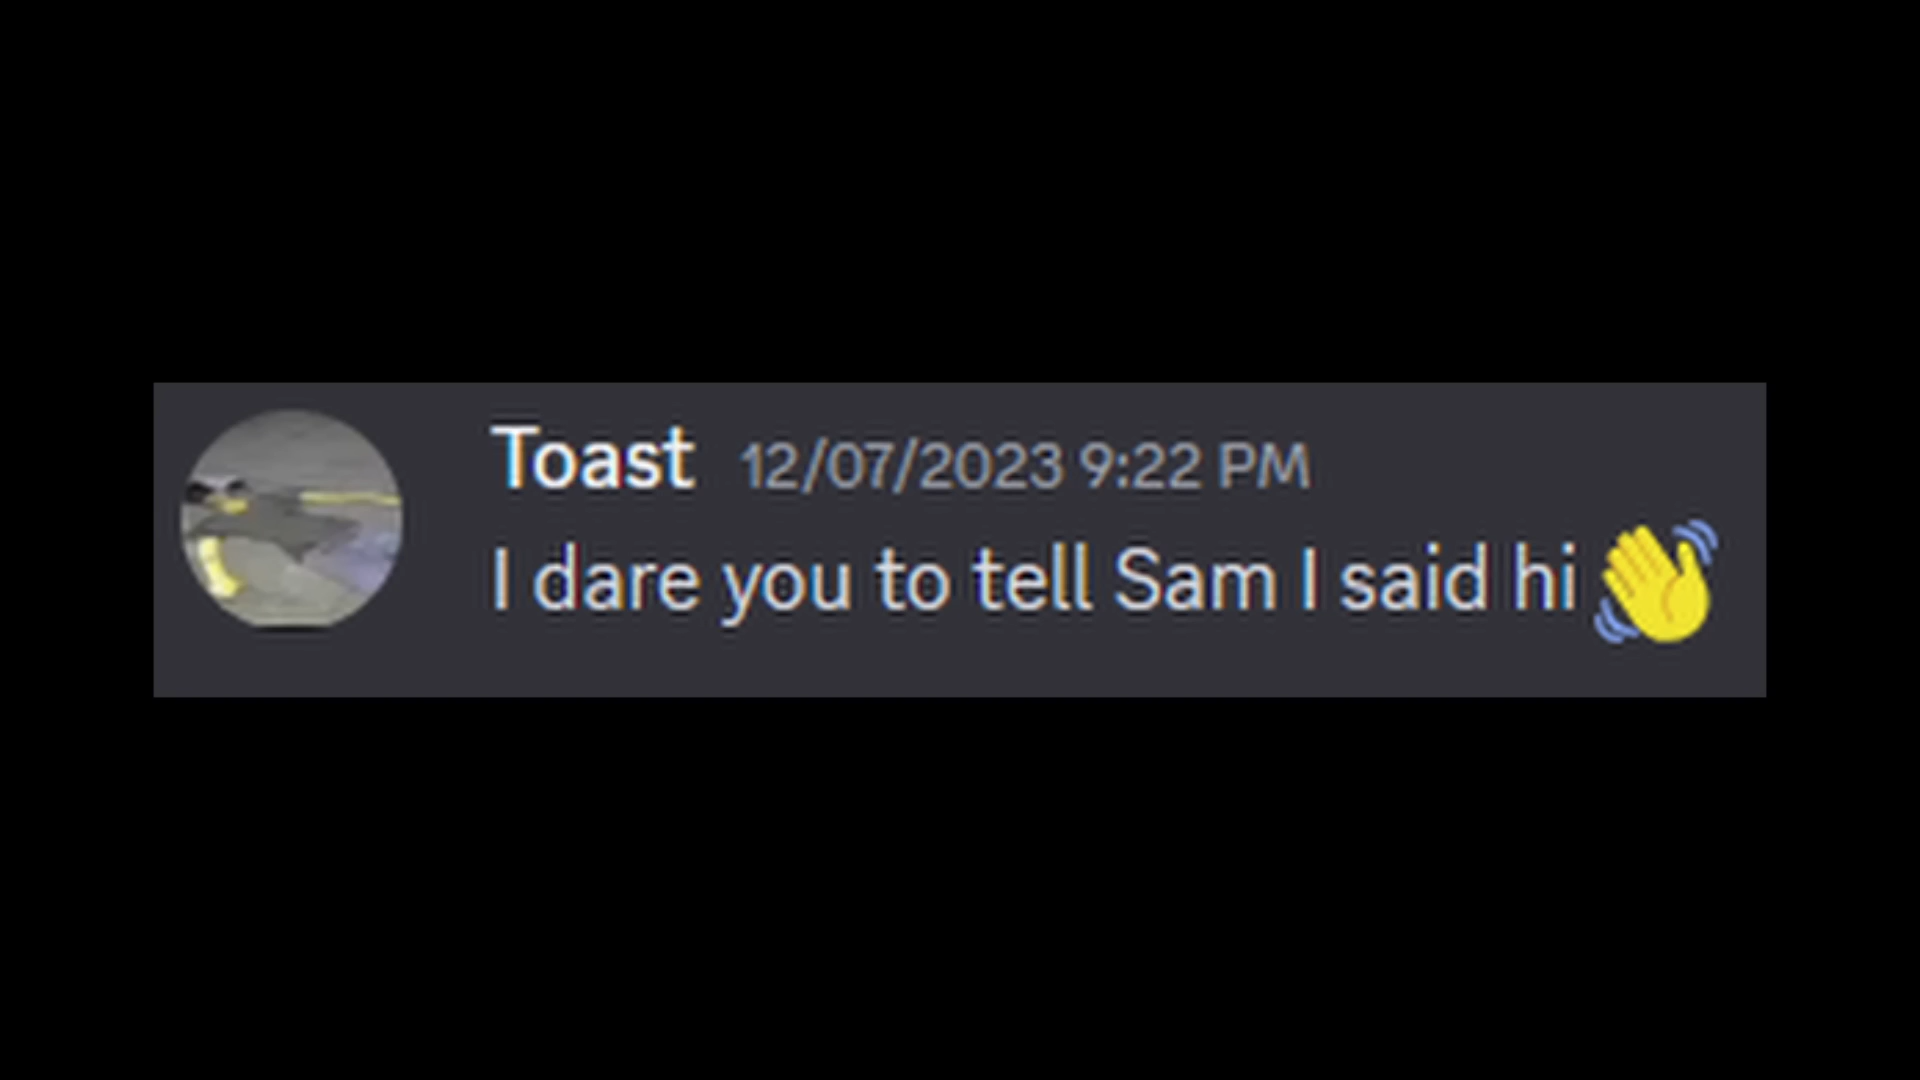 Toast 12/07/2023 9:22 PM
I dare you to tell Sam I said hi 👋